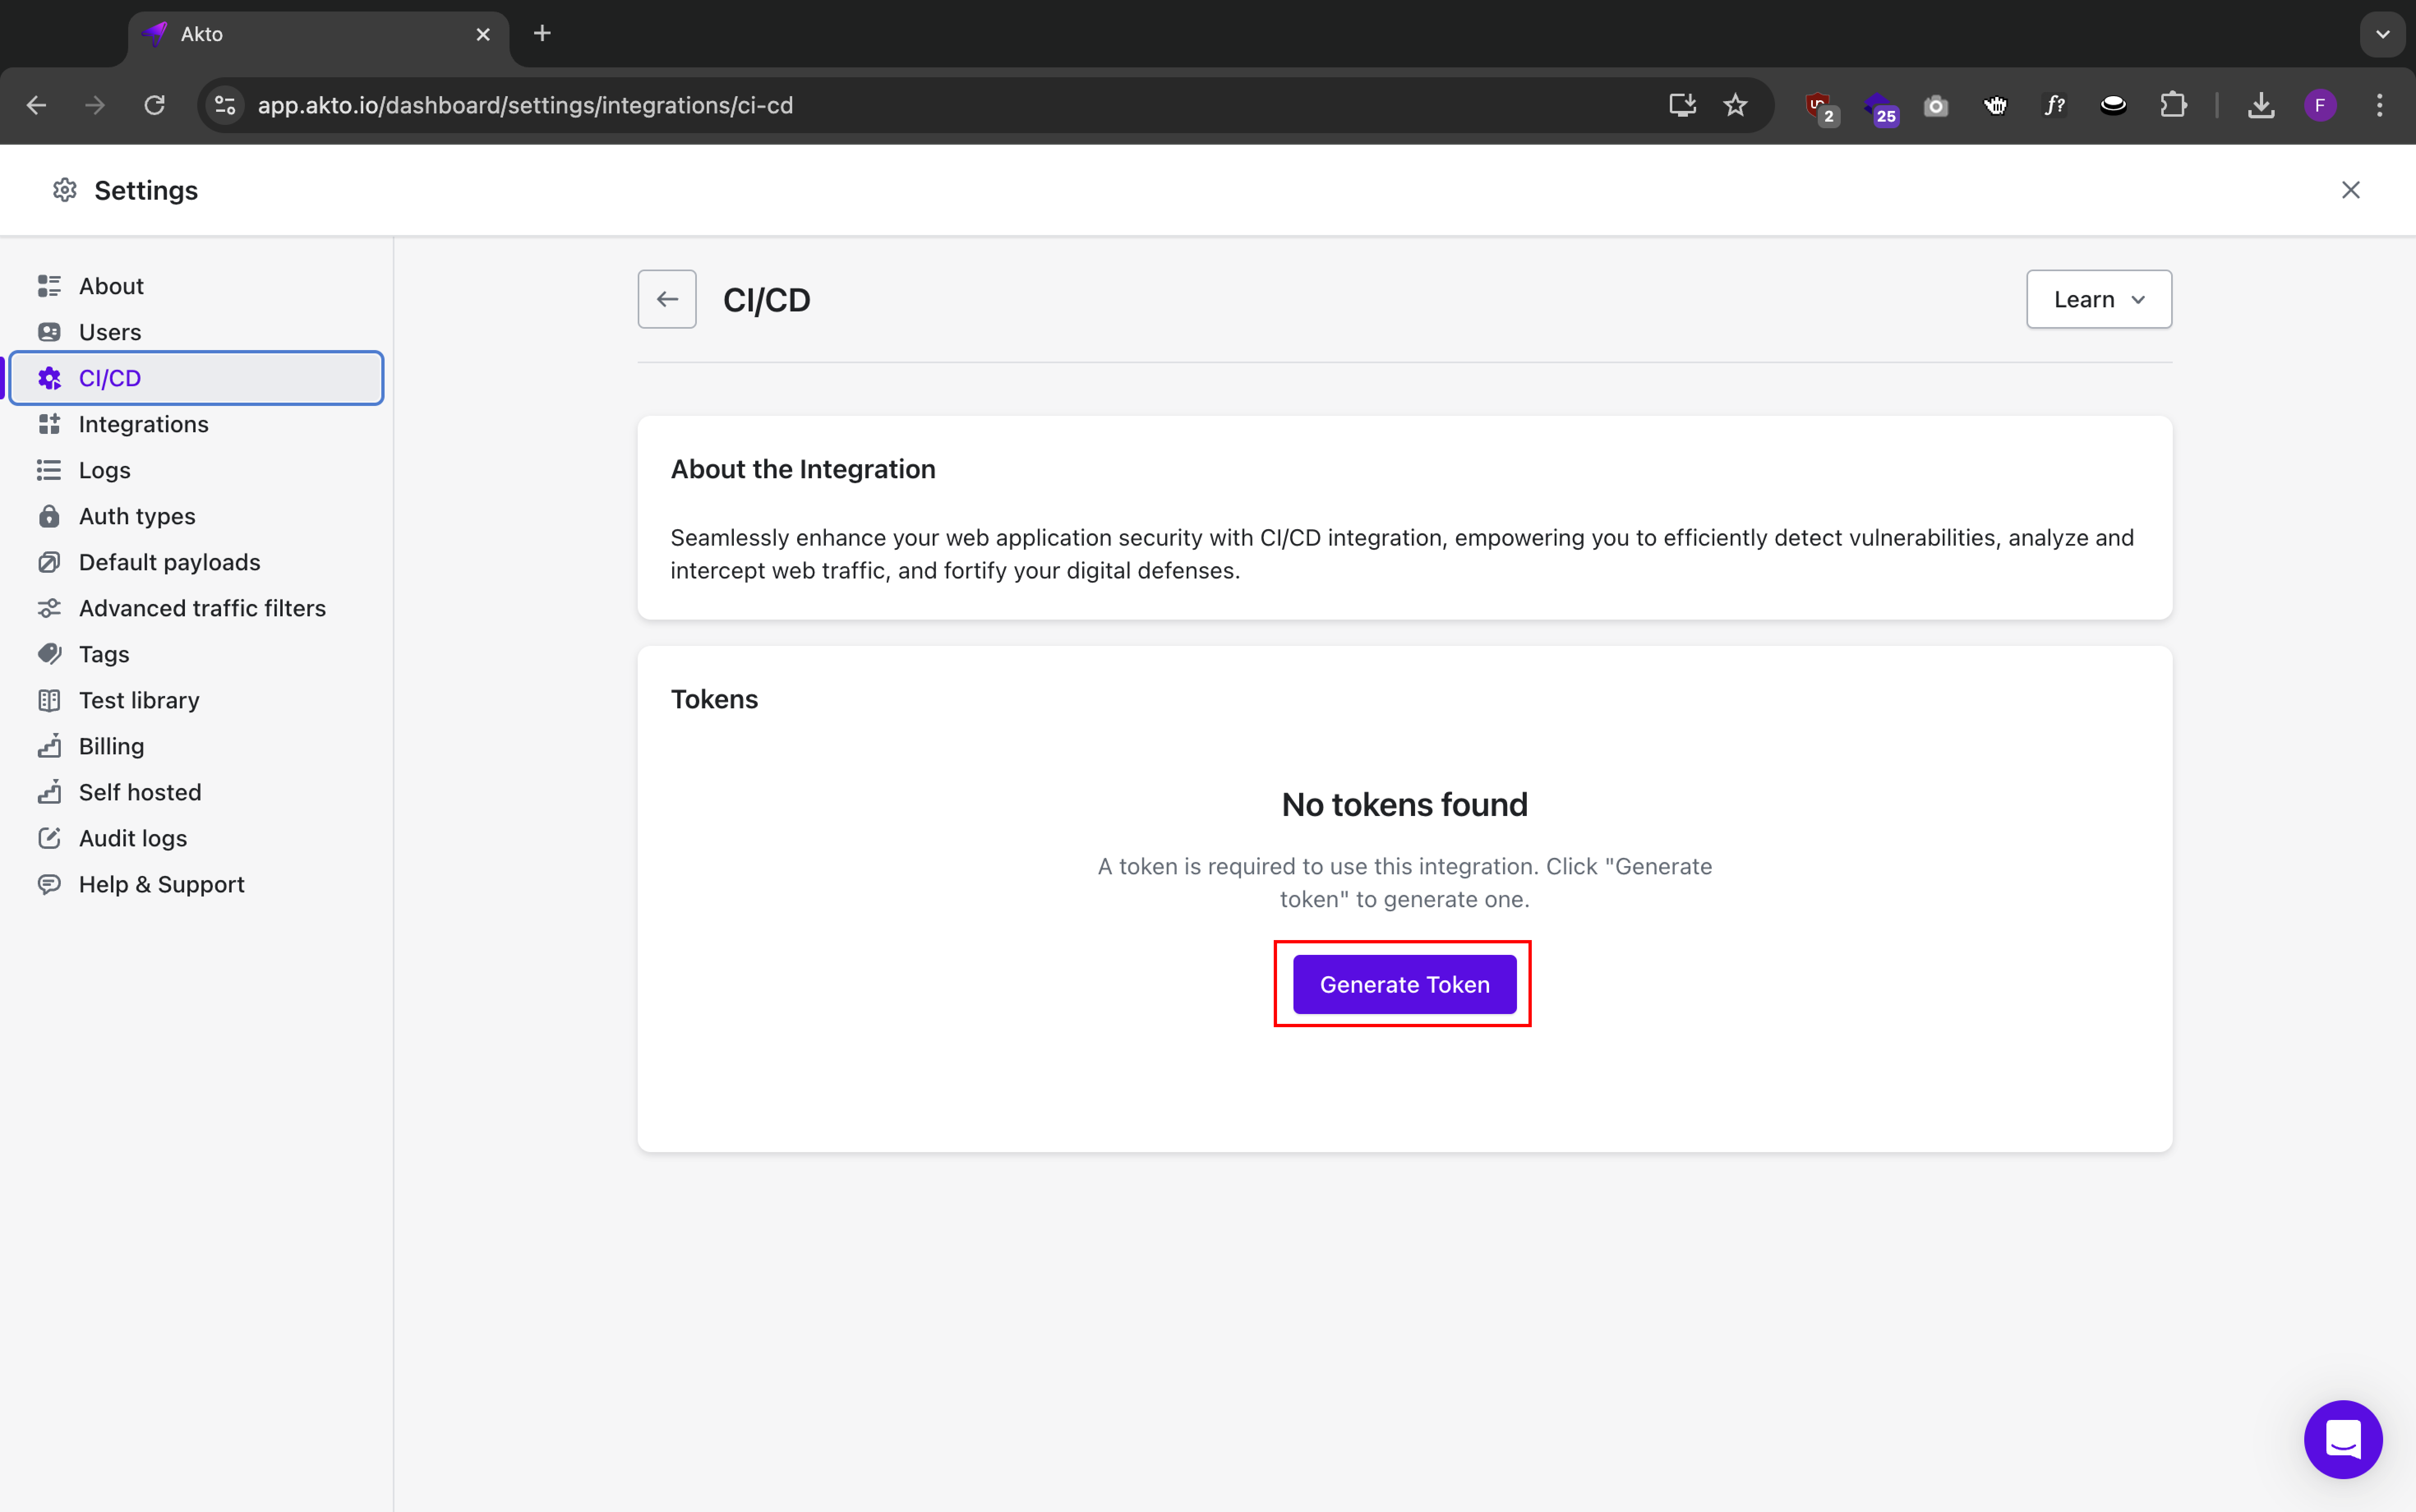 Akto
app.akto.io/dashboard/settings/integrations/ci-cd
2
25
f?
F
Settings
About
Users
CI/CD
Integrations
Logs
Auth types
Default payloads
Advanced traffic filters
Tags
Test library
Billing
Self hosted
Audit logs
Help & Support
CI/CD
Learn
About the Integration
Seamlessly enhance your web application security with CI/CD integration, empowering you to efficiently detect vulnerabilities, analyze and
intercept web traffic, and fortify your digital defenses.
Tokens
No tokens found
A token is required to use this integration. Click "Generate
token" to generate one.
Generate Token